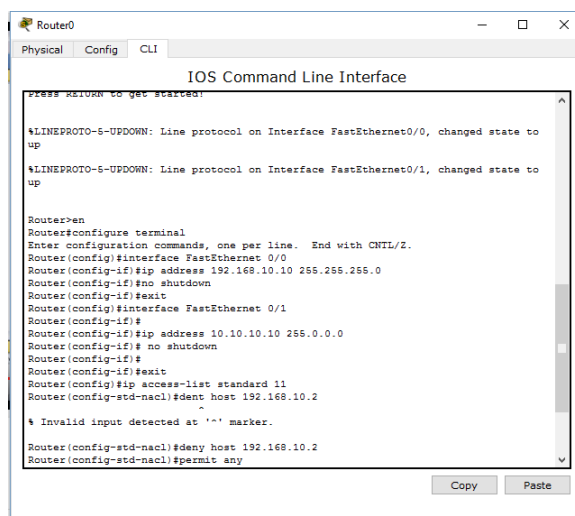 Router0
Physical Config CLI
IOS Command Line Interface
Press RETURN to get started!
%LINEPROTO-5-UPDOWN: Line protocol on Interface FastEthernet0/0, changed state to
up
%LINEPROTO-5-UPDOWN: Line protocol on Interface FastEthernet0/1, changed state to
up
Router>en
Router#configure terminal
Enter configuration commands, one per line.  End with CNTL/Z.
Router(config)#interface FastEthernet 0/0
Router(config-if)#ip address 192.168.10.10 255.255.255.0
Router(config-if)#no shutdown
Router(config-if)#exit
Router(config)#interface FastEthernet 0/1
Router(config-if)#
Router(config-if)#ip address 10.10.10.10 255.0.0.0
Router(config-if)# no shutdown
Router(config-if)#
Router(config-if)#exit
Router(config)#ip access-list standard 11
Router(config-std-nacl)#dent host 192.168.10.2
^
% Invalid input detected at '^' marker.
Router(config-std-nacl)#deny host 192.168.10.2
Router(config-std-nacl)#permit any
Copy Paste